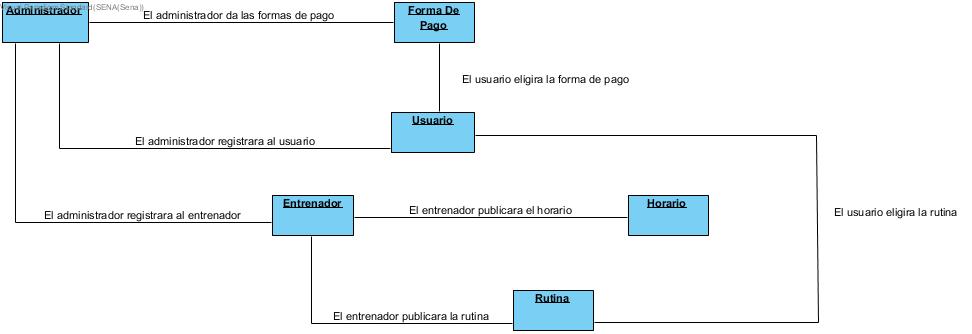 Administrador
(SENA(Sena))
El administrador da las formas de pago
Forma De
Pago
El usuario eligira la forma de pago
Usuario
El administrador registrara al usuario
Entrenador
El entrenador publicara el horario
Horario
El usuario eligira la rutina
El administrador registrara al entrenador
Rutina
El entrenador publicara la rutina